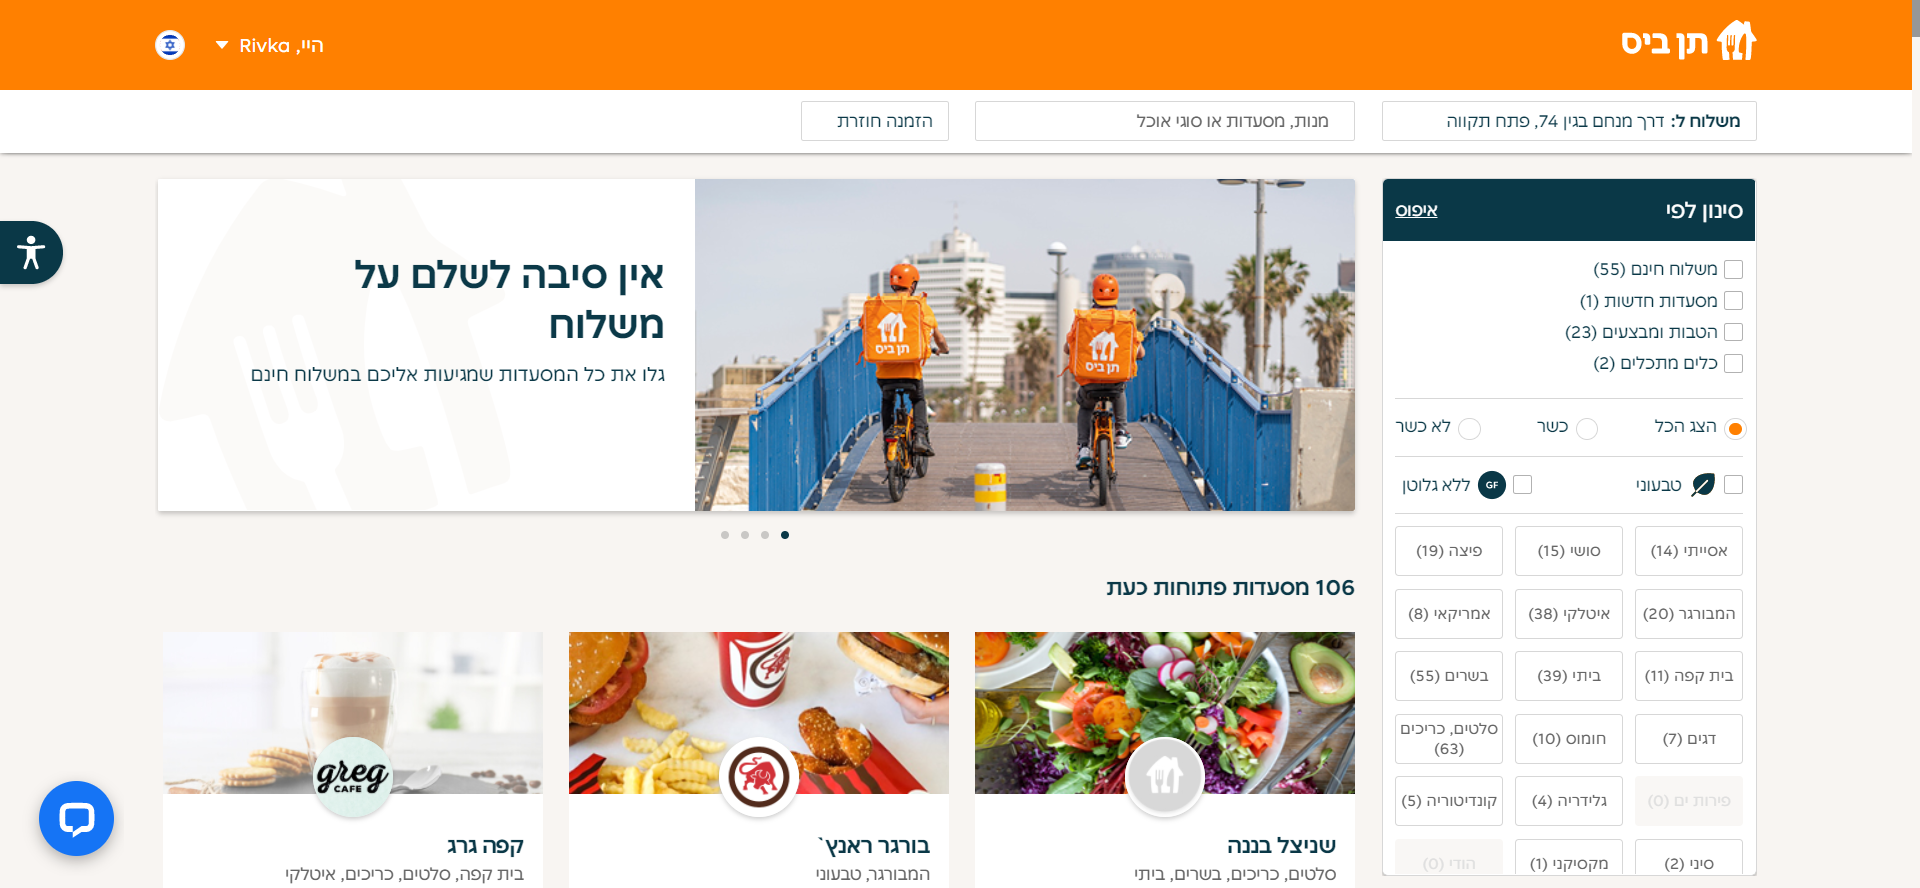 תן ביס
היי, Rivka
משלוח ל: דרך מנחם בגין 74, פתח תקווה
מנות, מסעדות או סוגי אוכל
הזמנה חוזרת
סינון לפי
איפוס
משלוח חינם (55)
מסעדות חדשות (1)
הטבות ומבצעים (23)
כלים מתכלים (2)
הצג הכל
כשר
לא כשר
טבעוני
GF
ללא גלוטן
אסייתי (14)
סושי (15)
פיצה (19)
המבורגר (20)
איטלקי (38)
אמריקאי (8)
בית קפה (11)
ביתי (39)
בשרים (55)
דגים (7)
חומוס (10)
סלטים, כריכים
(63)
פירות ים (0)
גלידריה (4)
קונדיטוריה (5)
סיני (2)
מקסיקני (1)
הודי (0)
תן ביס
תן ביס
אין סיבה לשלם על
משלוח
גלו את כל המסעדות שמגיעות אליכם במשלוח חינם
106 מסעדות פתוחות כעת
שניצל בננה
סלטים, כריכים, בשרים, ביתי
בורגר ראנץ`
המבורגר, טבעוני
greg
CAFE
קפה גרג
בית קפה, סלטים, כריכים, איטלקי